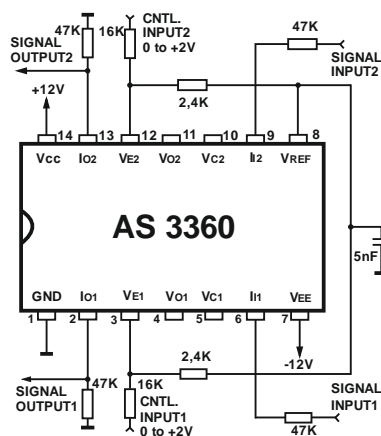 47K
16K
CNTL.
INPUT2
0 to +2V
47K
SIGNAL
OUTPUT2
SIGNAL
INPUT2
+12V
2,4K
14 13 12 11 10 9 8
Vcc IO2 VE2 VO2 VC2 II2 VREF
AS 3360
5nF
GND IO1 VE1 VO1 VC1 II1 VEE
1 2 3 4 5 6 7
2,4K
-12V
SIGNAL
OUTPUT1
47K
16K
CNTL.
INPUT1
0 to +2V
SIGNAL
INPUT1
47K